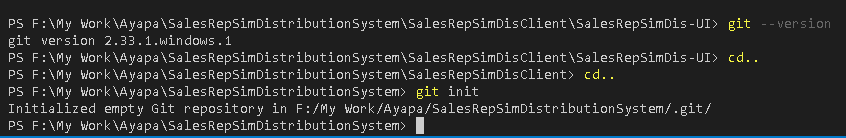 PS F:\My Work\Ayapa\SalesRepSimDistributionSystem\SalesRepSimDisClient\SalesRepSimDis-UI> git --version
git version 2.33.1.windows.1
PS F:\My Work\Ayapa\SalesRepSimDistributionSystem\SalesRepSimDisClient\SalesRepSimDis-UI> cd..
PS F:\My Work\Ayapa\SalesRepSimDistributionSystem\SalesRepSimDisClient> cd..
PS F:\My Work\Ayapa\SalesRepSimDistributionSystem> git init
Initialized empty Git repository in F:/My Work/Ayapa/SalesRepSimDistributionSystem/.git/
PS F:\My Work\Ayapa\SalesRepSimDistributionSystem>